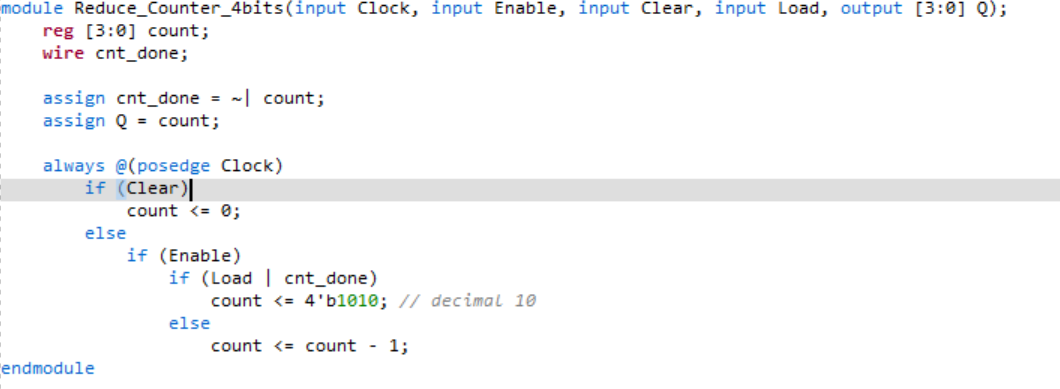 module Reduce_Counter_4bits(input Clock, input Enable, input Clear, input Load, output [3:0] Q);
    reg [3:0] count;
    wire cnt_done;

    assign cnt_done = ~| count;
    assign Q = count;

    always @(posedge Clock)
        if (Clear)
            count <= 0;
        else
            if (Enable)
                if (Load | cnt_done)
                    count <= 4'b1010; // decimal 10
                else
                    count <= count - 1;
endmodule